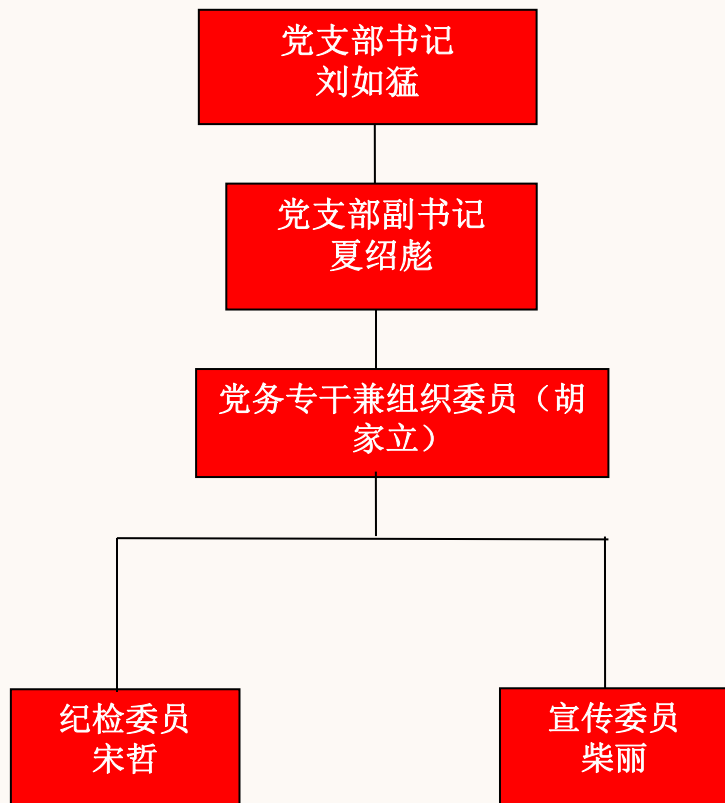 党支部书记
刘如猛
党支部副书记
夏绍彪
党务专干兼组织委员（胡
家立）
纪检委员
宋哲
宣传委员
柴丽